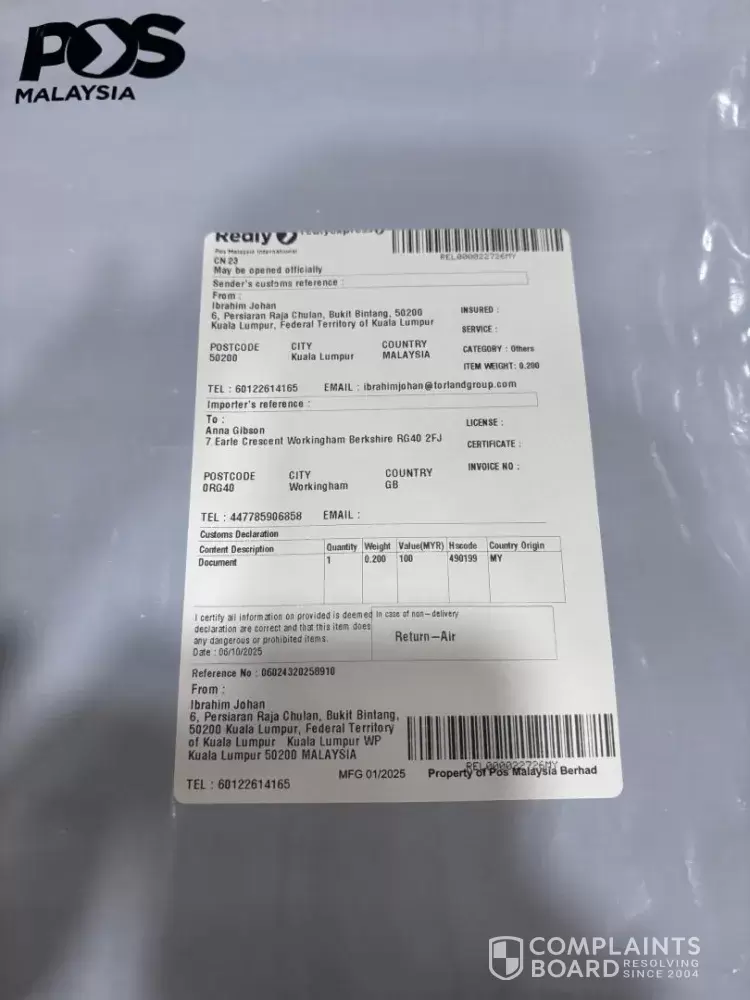 POS
MALAYSIA
Realy
Pos Malaysia International
REL000022726MY
CN 23
May be opened officially
Sender's customs reference :
From :
Ibrahim Johan
6, Persiaran Raja Chulan, Bukit Bintang, 50200
Kuala Lumpur, Federal Territory of Kuala Lumpur
INSURED :
SERVICE :
POSTCODE CITY COUNTRY
50200 Kuala Lumpur MALAYSIA
CATEGORY : Others
ITEM WEIGHT: 0.200
TEL : 60122614165 EMAIL : ibrahimjohan@torlandgroup.com
Importer's reference :
To :
Anna Gibson
7 Earle Crescent Workingham Berkshire RG40 2FJ
LICENSE :
CERTIFICATE :
INVOICE NO :
POSTCODE CITY COUNTRY
0RG40 Workingham GB
TEL : 447785906858 EMAIL :
Customs Declaration
Content Description Quantity Weight Value(MYR) Hscode Country Origin
Document 1 0.200 100 490199 MY
I certify all information on provided is deemed
declaration are correct and that this item does
any dangerous or prohibited items.
Date : 06/10/2025
In case of non-delivery
Return-Air
Reference No : 06024320258910
From :
Ibrahim Johan
6, Persiaran Raja Chulan, Bukit Bintang,
50200 Kuala Lumpur, Federal Territory
of Kuala Lumpur Kuala Lumpur WP
Kuala Lumpur 50200 MALAYSIA
TEL : 60122614165
REL000022726MY
MFG 01/2025 Property of Pos Malaysia Berhad
COMPLAINTS
BOARD RESOLVING
SINCE 2004